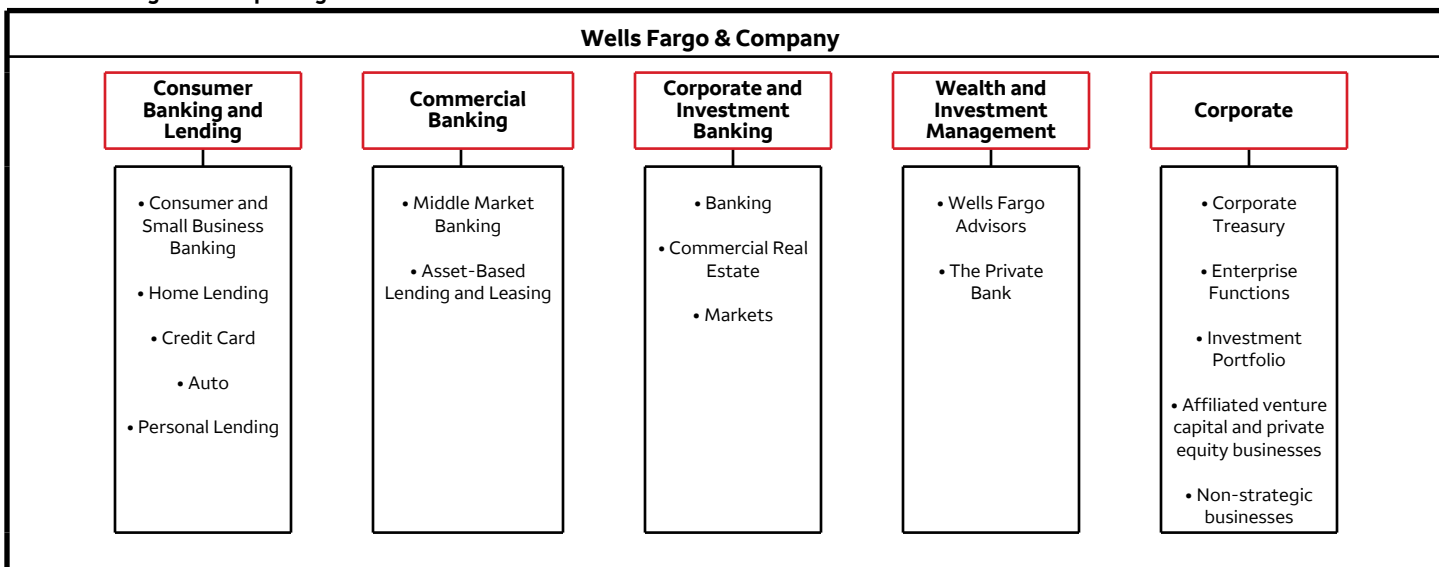 Wells Fargo & Company
Consumer
Banking and
Lending
• Consumer and
Small Business
Banking
• Home Lending
• Credit Card
• Auto
• Personal Lending
Commercial
Banking
• Middle Market
Banking
• Asset-Based
Lending and Leasing
Corporate and
Investment
Banking
• Banking
• Commercial Real
Estate
• Markets
Wealth and
Investment
Management
• Wells Fargo
Advisors
• The Private
Bank
Corporate
• Corporate
Treasury
• Enterprise
Functions
• Investment
Portfolio
• Affiliated venture
capital and private
equity businesses
• Non-strategic
businesses